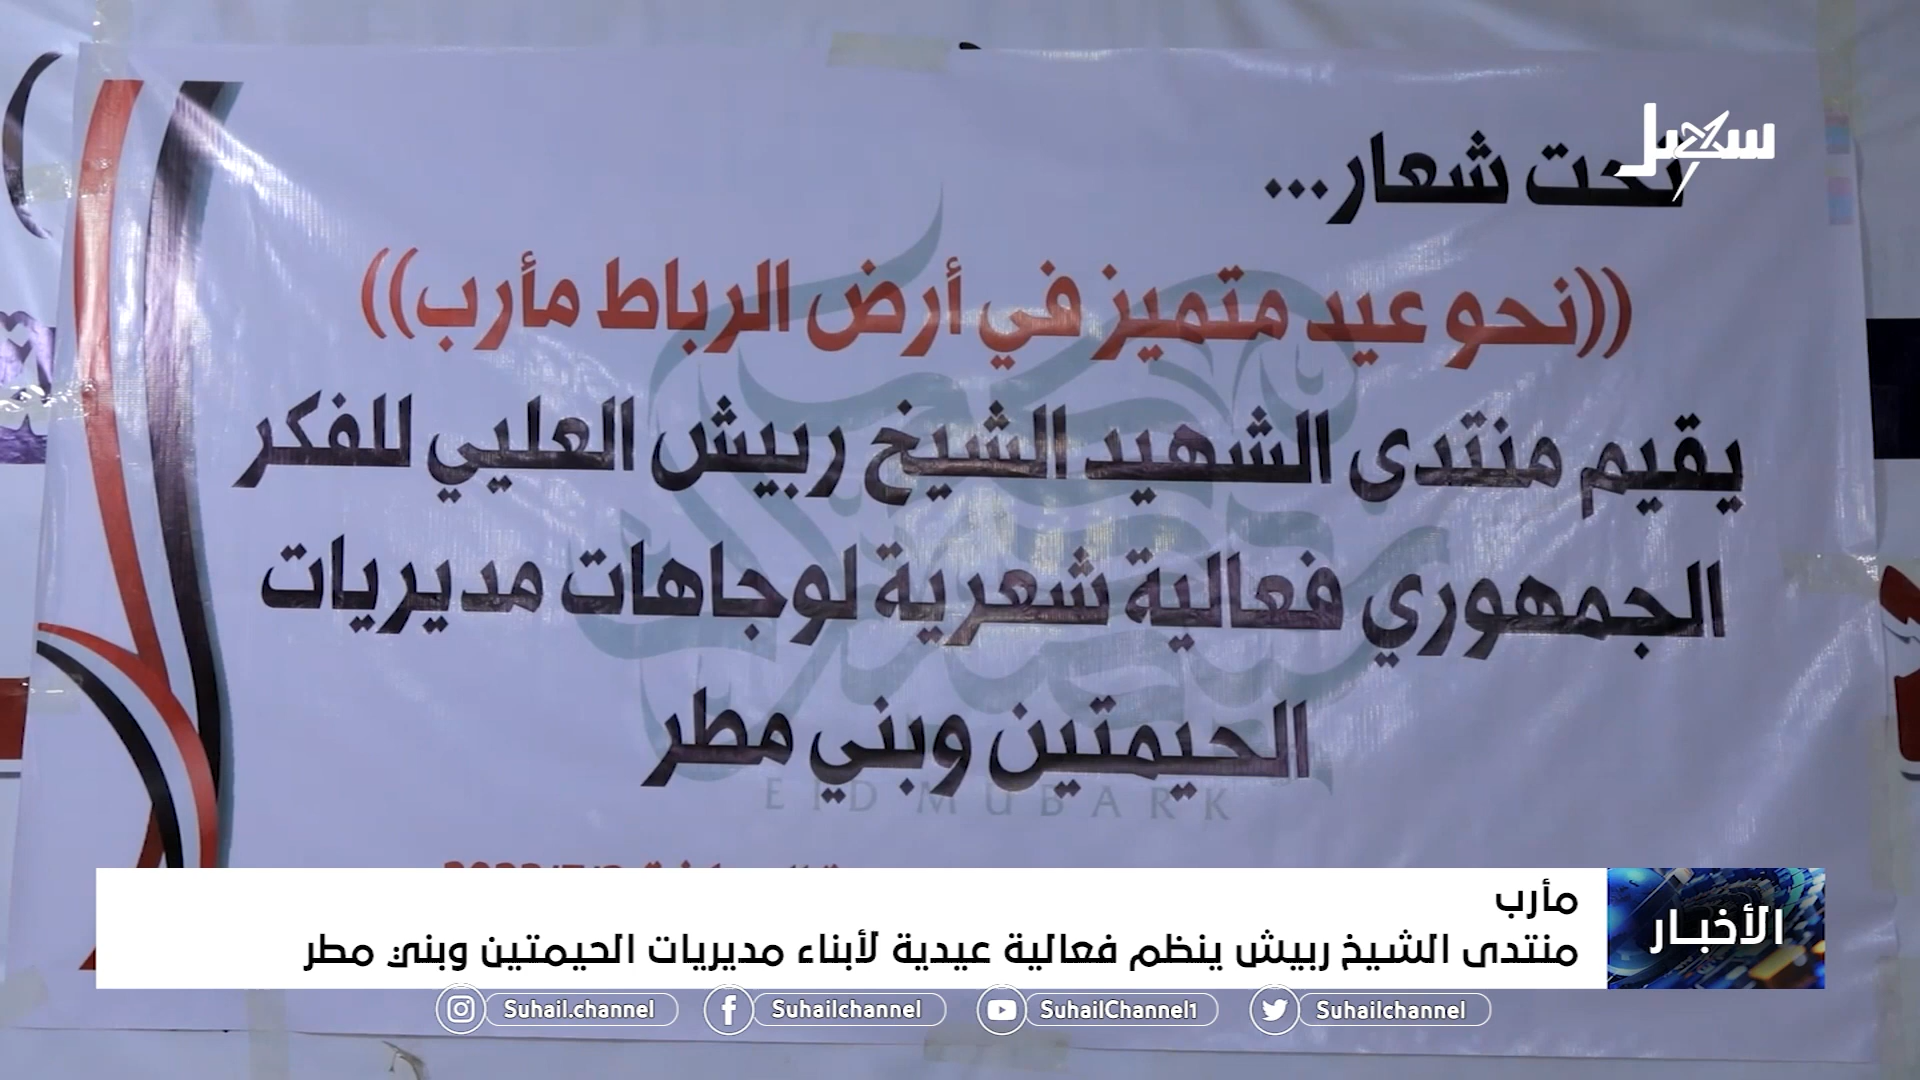 سهيل
تحت شعار...
((نحو عيد متميز في أرض الرباط مأرب))
يقيم منتدى الشهيد الشيخ ربيش العليي للفكر
الجمهوري فعالية شعرية لوجاهات مديريات
الحيمتين وبني مطر
EID MUBARK
الأخبار
مأرب
منتدى الشيخ ربيش ينظم فعالية عيدية لأبناء مديريات الحيمتين وبني مطر
Suhail.channel
Suhailchannel
SuhailChannel1
Suhailchannel